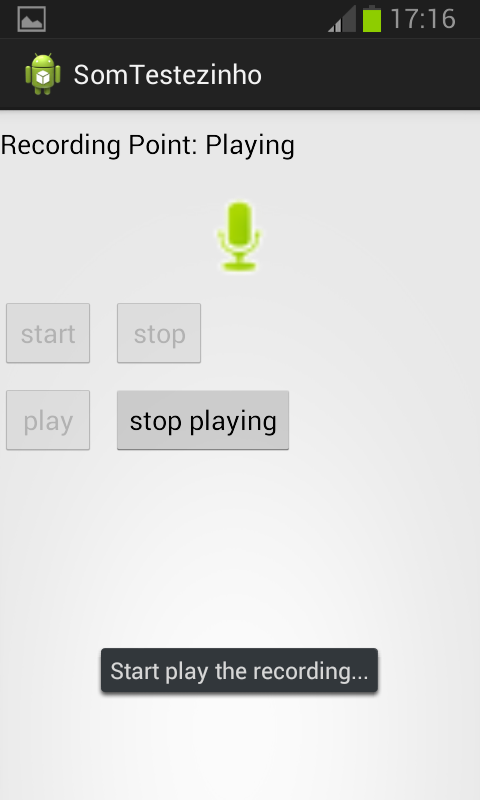 17:16
SomTestezinho
Recording Point: Playing
start stop
play stop playing
Start play the recording...